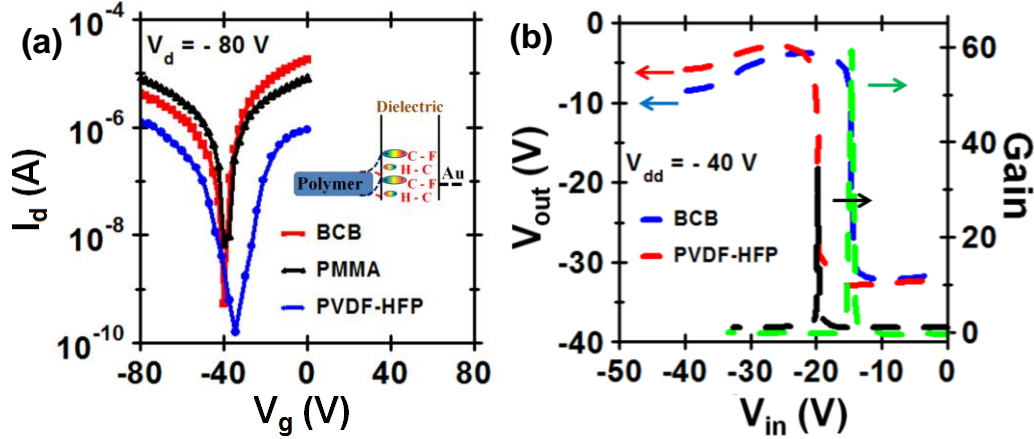 (a)
V_d = - 80 V
10^-4
10^-6
10^-8
10^-10
I_d (A)
-80 -40 0 40 80
V_g (V)
Dielectric
C - F
H - C
C - F
H - C
Polymer
Au
BCB
PMMA
PVDF-HFP
(b)
0
-10
-20
-30
-40
V_out (V)
V_dd = - 40 V
BCB
PVDF-HFP
60
40
20
0
Gain
-50 -40 -30 -20 -10 0
V_in (V)